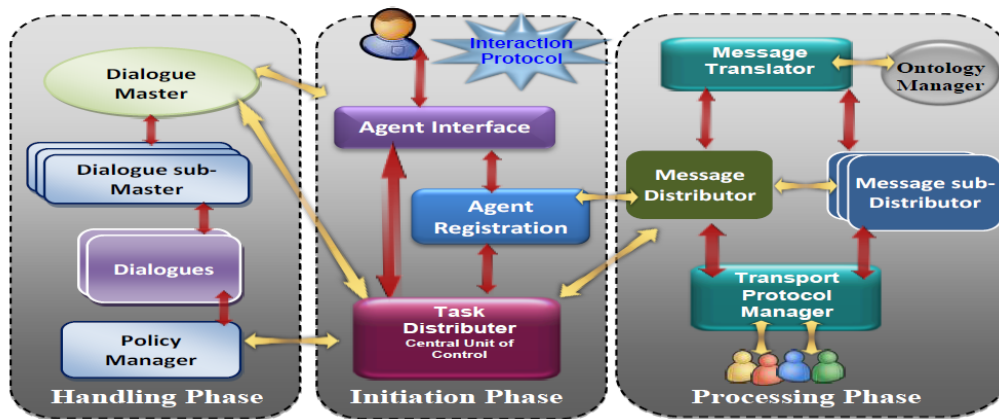 Dialogue
Master
Dialogue sub-
Master
Dialogues
Policy
Manager
Handling Phase
Interaction
Protocol
Agent Interface
Agent
Registration
Task
Distributer
Central Unit of
Control
Initiation Phase
Message
Translator
Ontology
Manager
Message
Distributor
Message sub-
Distributor
Transport
Protocol
Manager
Processing Phase